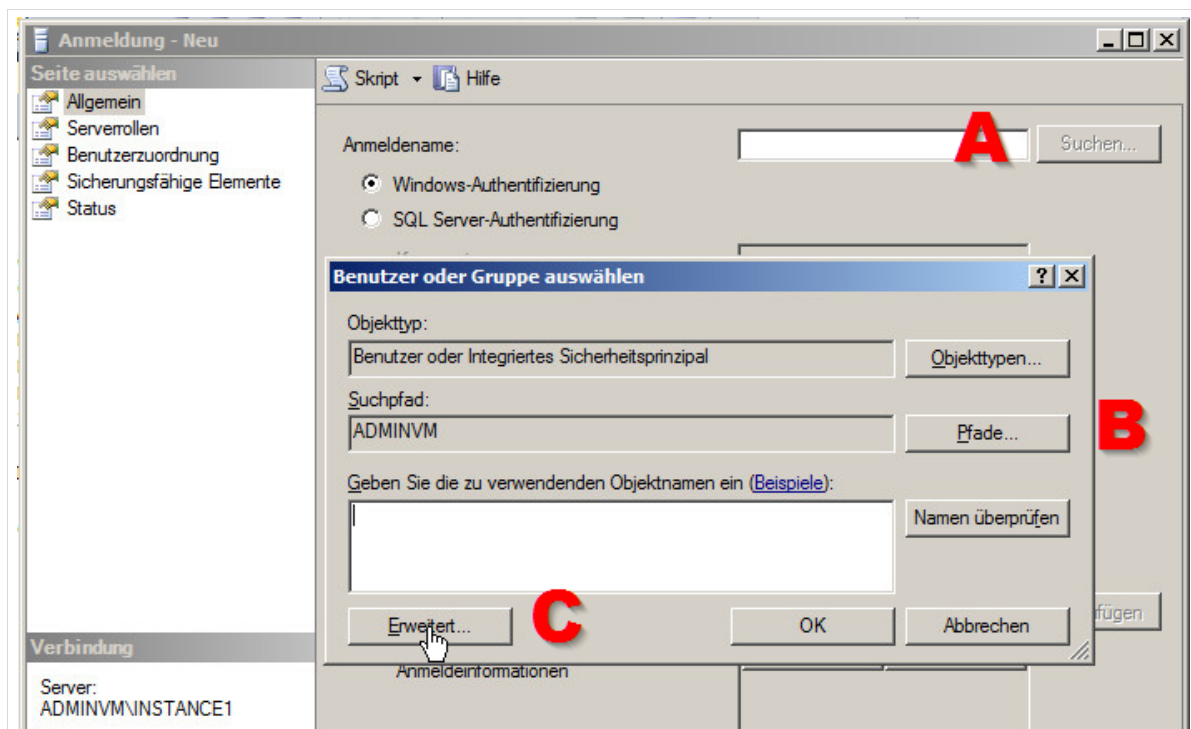 Anmeldung - Neu
Seite auswählen
Allgemein
Serverrollen
Benutzerzuordnung
Sicherungsfähige Elemente
Status
Skript Hilfe
Anmeldename: A Suchen...
Windows-Authentifizierung
SQL Server-Authentifizierung
Benutzer oder Gruppe auswählen ?
Objekttyp:
Benutzer oder Integriertes Sicherheitsprinzipal Objekttypen...
Suchpfad:
ADMINVM Pfade... B
Geben Sie die zu verwendenden Objektnamen ein (Beispiele):
Namen überprüfen
Erweitert... C OK Abbrechen
fügen
Anmeldeinformationen
Verbindung
Server:
ADMINVM\INSTANCE1